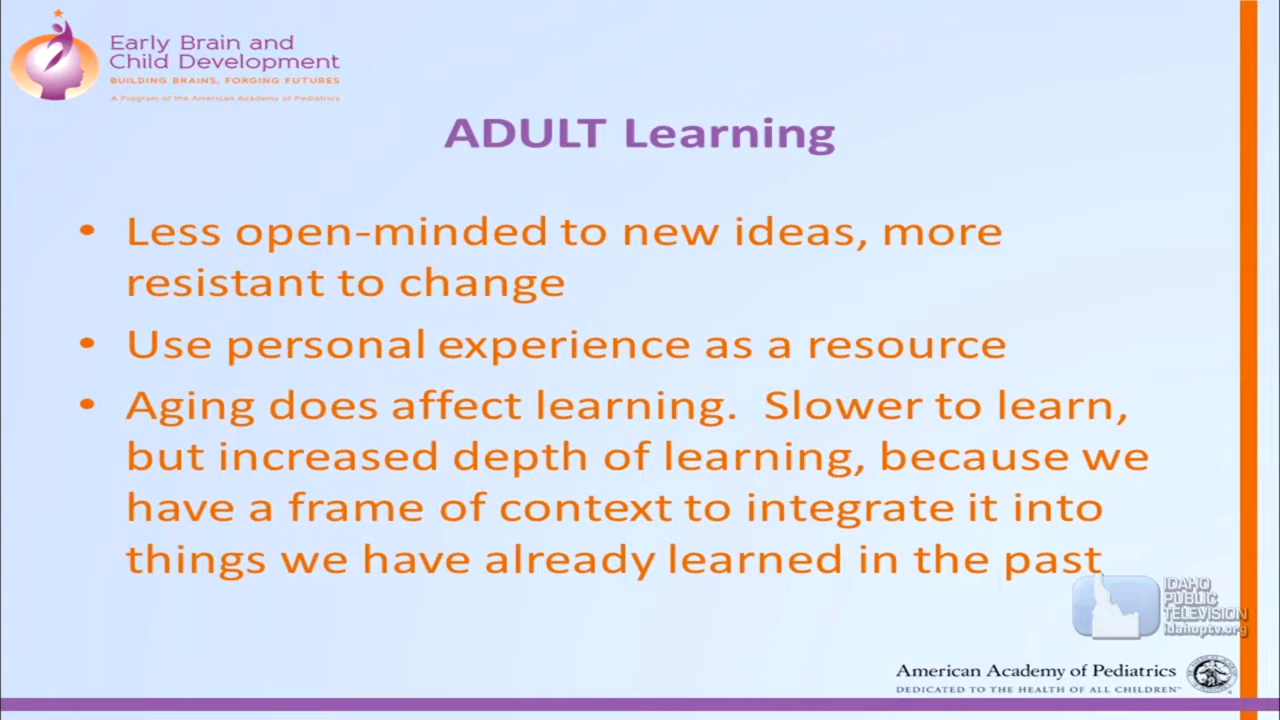 Early Brain and
Child Development
BUILDING BRAINS, FORGING FUTURES
A Program of the American Academy of Pediatrics
ADULT Learning
• Less open-minded to new ideas, more
resistant to change
• Use personal experience as a resource
• Aging does affect learning.  Slower to learn,
but increased depth of learning, because we
have a frame of context to integrate it into
things we have already learned in the past
IDAHO
PUBLIC
TELEVISION
idahoptv.org
American Academy of Pediatrics
DEDICATED TO THE HEALTH OF ALL CHILDREN™